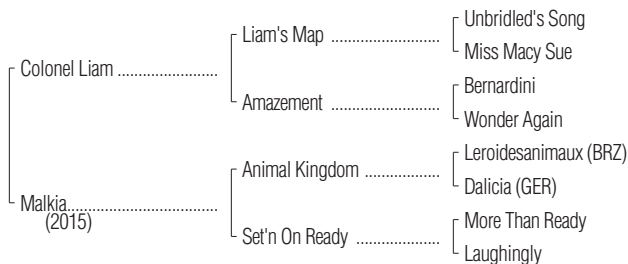 Unbridled's Song
Liam's Map ............................
Miss Macy Sue
Colonel Liam ..........................
Bernardini
Amazement ............................
Wonder Again
Leroidesanimaux (BRZ)
Animal Kingdom ...................
Dalicia (GER)
Malkia.......................................
(2015)
More Than Ready
Set'n On Ready .....................
Laughingly